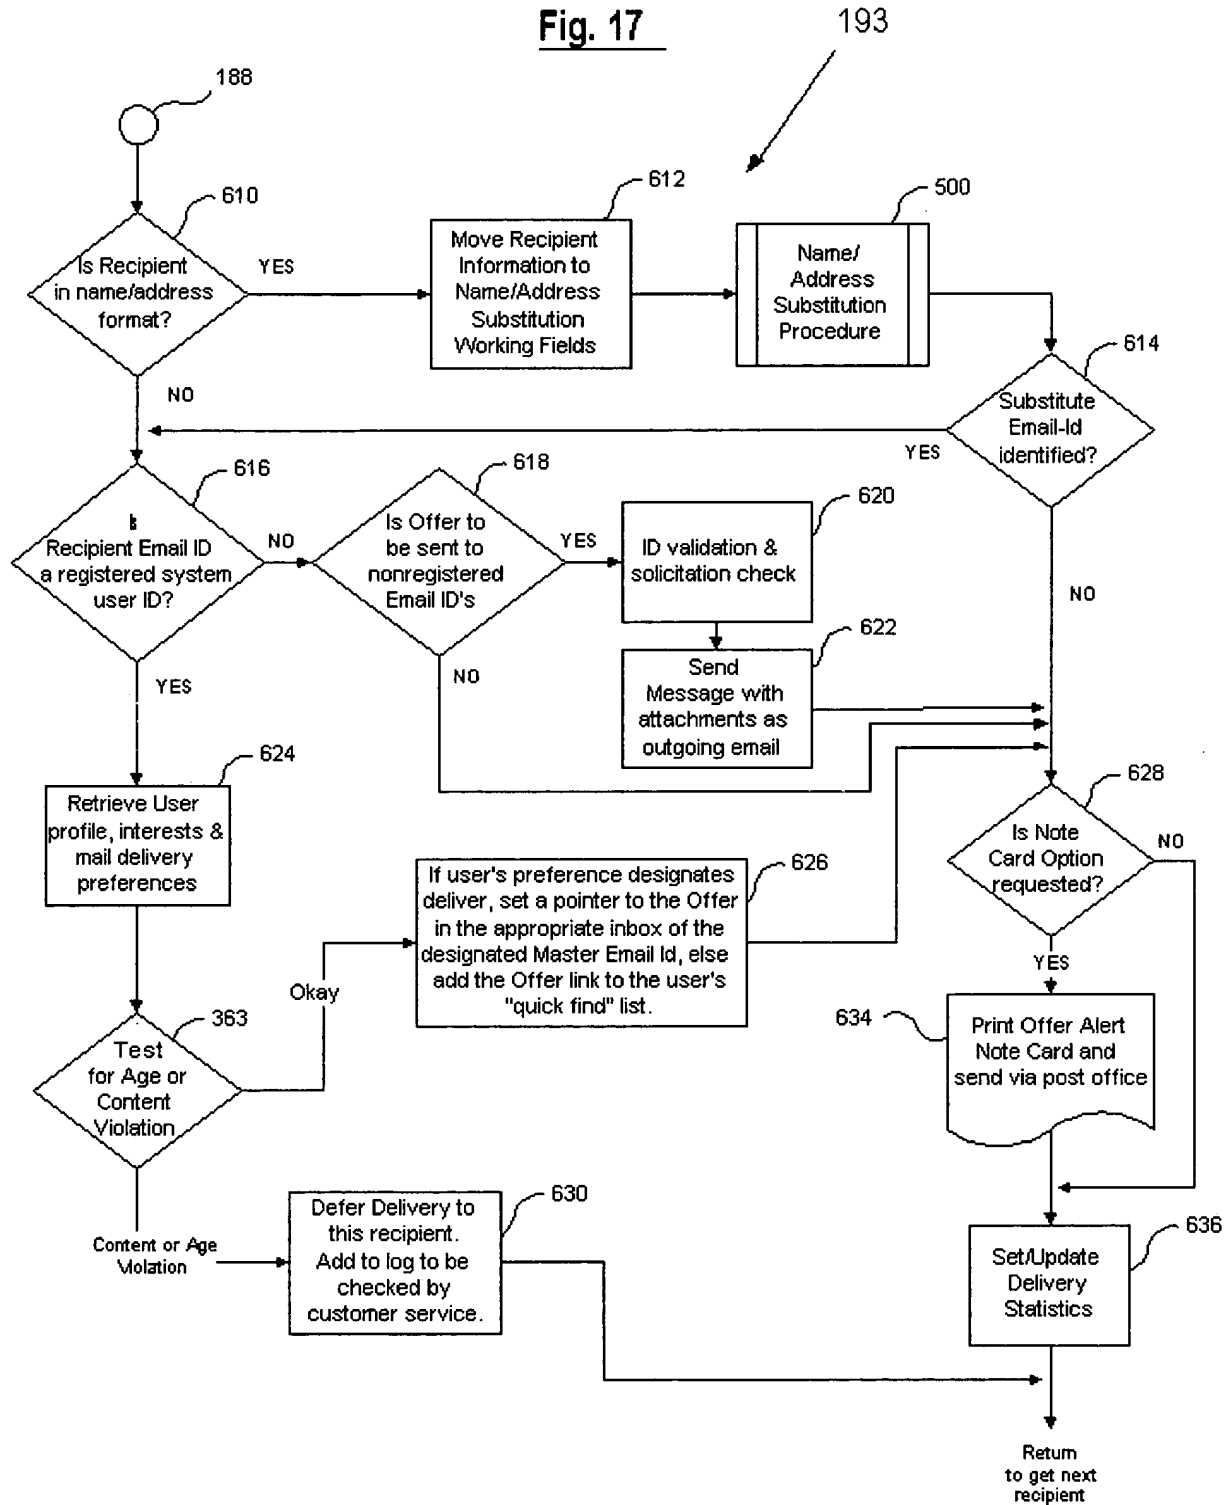 Fig. 17
193
188
610
Is Recipient
in name/address
format?
YES
NO
612
Move Recipient
Information to
Name/Address
Substitution
Working Fields
500
Name/
Address
Substitution
Procedure
614
Substitute
Email-Id
identified?
YES
NO
616
Is
Recipient Email ID
a registered system
user ID?
NO
YES
618
Is Offer to
be sent to
nonregistered
Email ID's
YES
NO
620
ID validation &
solicitation check
622
Send
Message with
attachments as
outgoing email
624
Retrieve User
profile, interests &
mail delivery
preferences
626
If user's preference designates
deliver, set a pointer to the Offer
in the appropriate inbox of the
designated Master Email Id, else
add the Offer link to the user's
"quick find" list.
628
Is Note
Card Option
requested?
NO
YES
Okay
363
Test
for Age or
Content
Violation
634
Print Offer Alert
Note Card and
send via post office
Content or Age
Violation
630
Defer Delivery to
this recipient.
Add to log to be
checked by
customer service.
636
Set/Update
Delivery
Statistics
Return
to get next
recipient